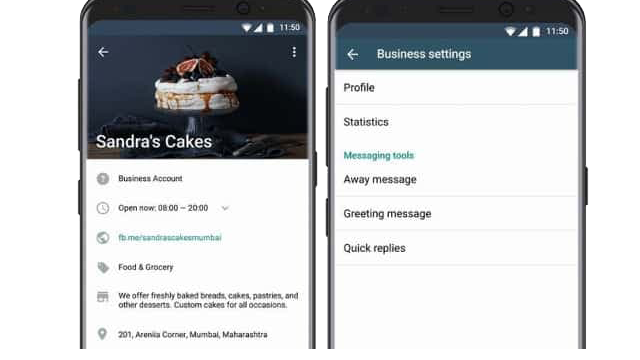 11:50
Sandra's Cakes
Business Account
Open now: 08:00 – 20:00
fb.me/sandrascakesmumbai
Food & Grocery
We offer freshly baked breads, cakes, pastries, and
other desserts. Custom cakes for all occasions.
201, Arenja Corner, Mumbai, Maharashtra
11:50
Business settings
Profile
Statistics
Messaging tools
Away message
Greeting message
Quick replies